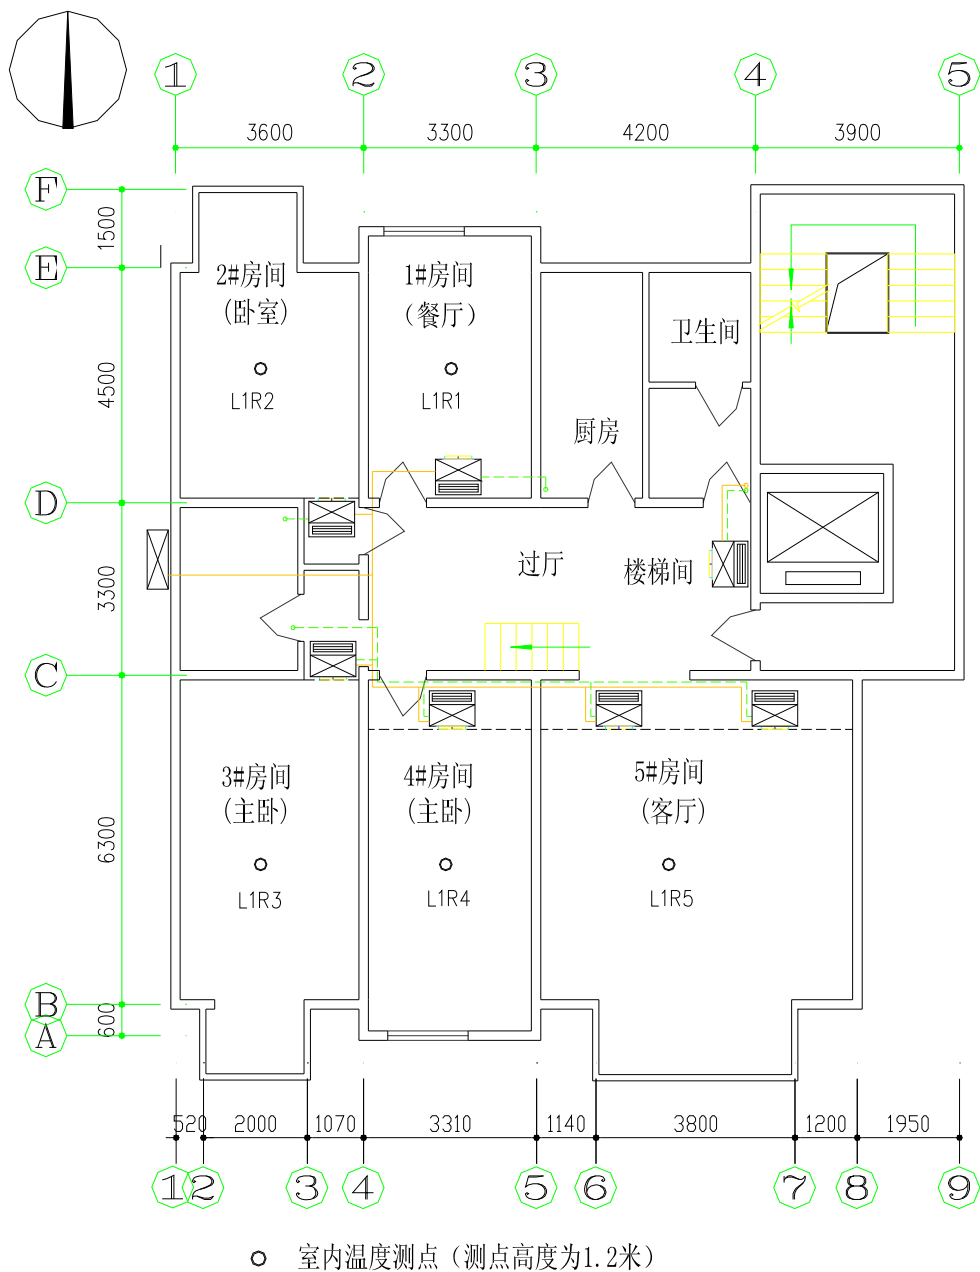 1 2 3 4 5
3600 3300 4200 3900
F
1500
E
2#房间
(卧室)
1#房间
(餐厅)
卫生间
4500
L1R2
L1R1
厨房
D
过厅
楼梯间
3300
C
3#房间
(主卧)
4#房间
(主卧)
5#房间
(客厅)
6300
L1R3
L1R4
L1R5
B
600
A
520 2000 1070 3310 1140 3800 1200 1950
1 2 3 4 5 6 7 8 9
室内温度测点（测点高度为1.2米）